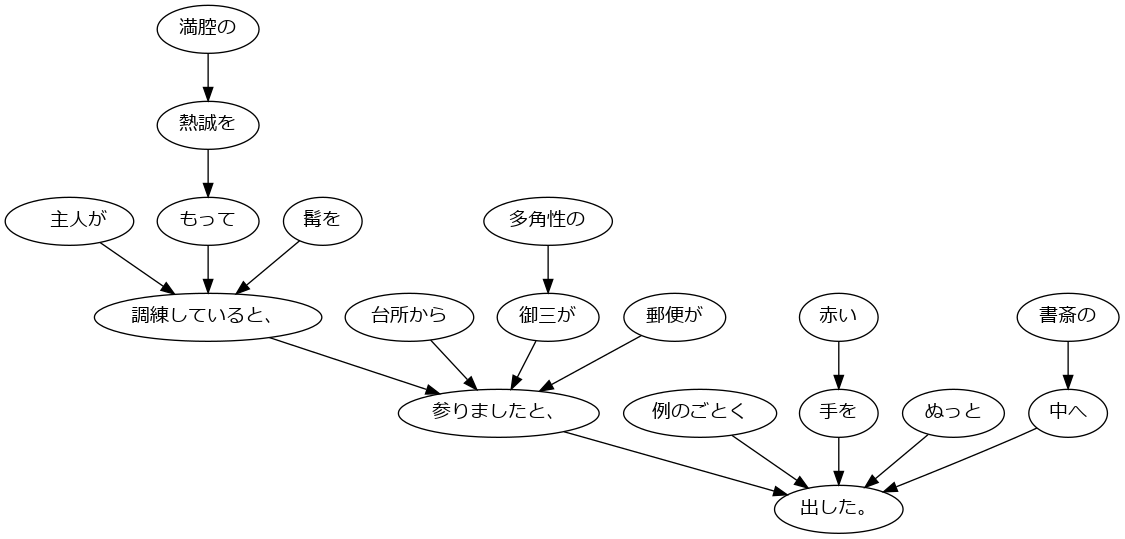 満腔の
熱誠を
主人が
もって
髯を
多角性の
調練していると、
台所から
御三が
郵便が
赤い
書斎の
参りましたと、
例のごとく
手を
ぬっと
中へ
出した。